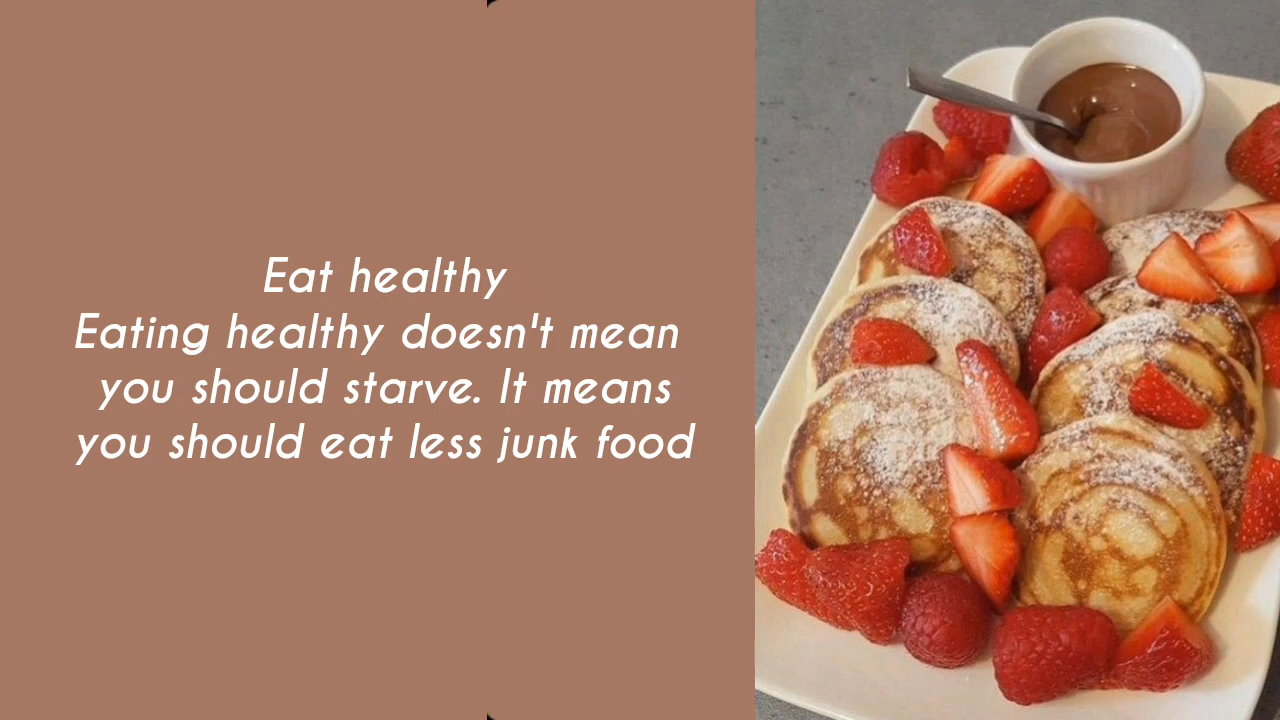 Eat healthy
Eating healthy doesn't mean
you should starve. It means
you should eat less junk food